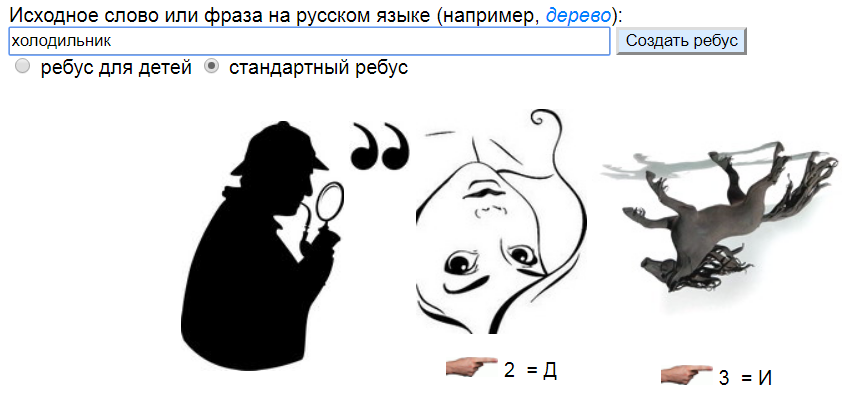 Исходное слово или фраза на русском языке (например, дерево):
холодильник Создать ребус
ребус для детей стандартный ребус
,,
2 = Д
3 = И